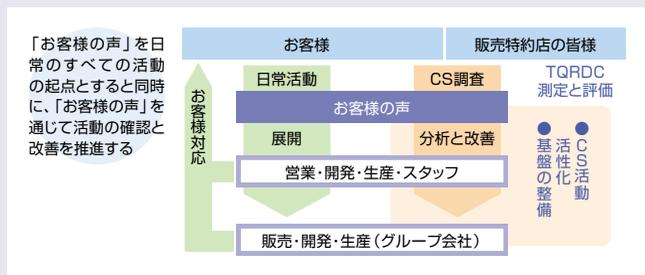 「お客様の声」を日
常のすべての活動
の起点とすると同時
に、「お客様の声」を
通じて活動の確認と
改善を推進する
お客様
販売特約店の皆様
日常活動
CS調査
TQRDC
測定と評価
お客様の声
お客様対応
展開
分析と改善
●CS活動
活性化
●基盤の整備
営業・開発・生産・スタッフ
販売・開発・生産（グループ会社）